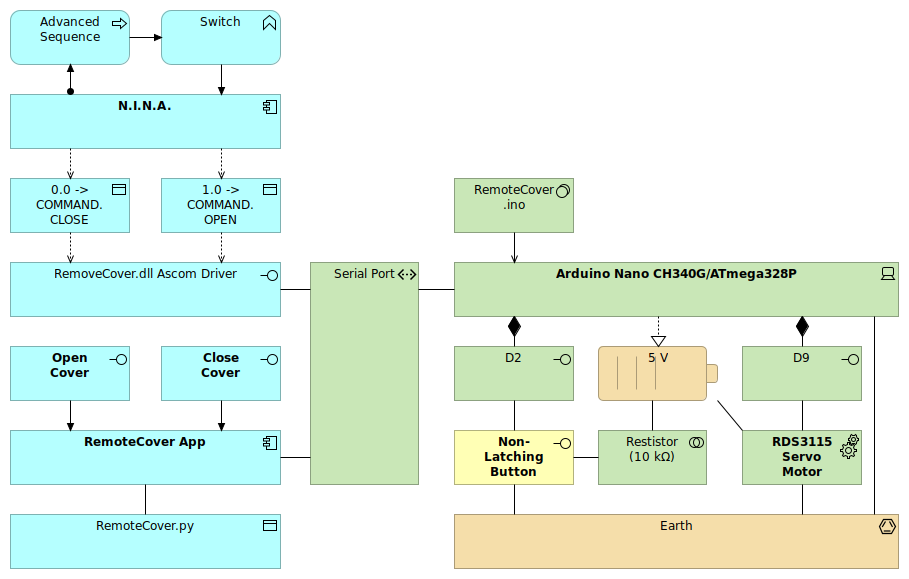 Advanced
Sequence
Switch
N.I.N.A.
0.0 ->
COMMAND.
CLOSE
1.0 ->
COMMAND.
OPEN
RemoteCover
.ino
RemoveCover.dll Ascom Driver
Serial Port
Arduino Nano CH340G/ATmega328P
Open
Cover
Close
Cover
D2
5 V
D9
RemoteCover App
Non-
Latching
Button
Restistor
(10 kΩ)
RDS3115
Servo
Motor
RemoteCover.py
Earth